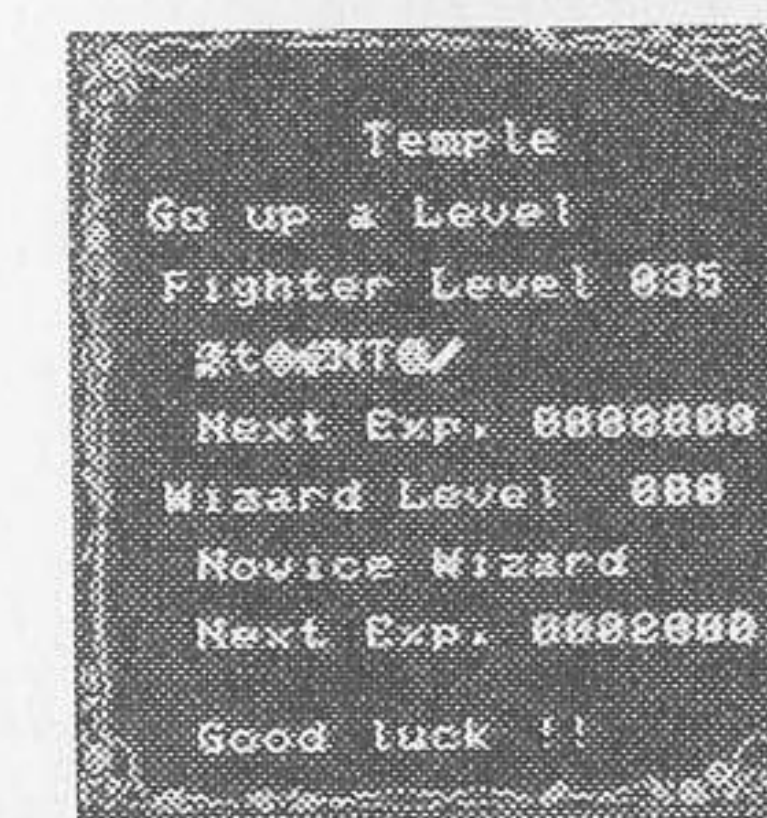 Temple
Go up a Level
Fighter Level 035
Next Exp. 0000000
Wizard Level 000
Novice Wizard
Next Exp. 0002000
Good luck !!